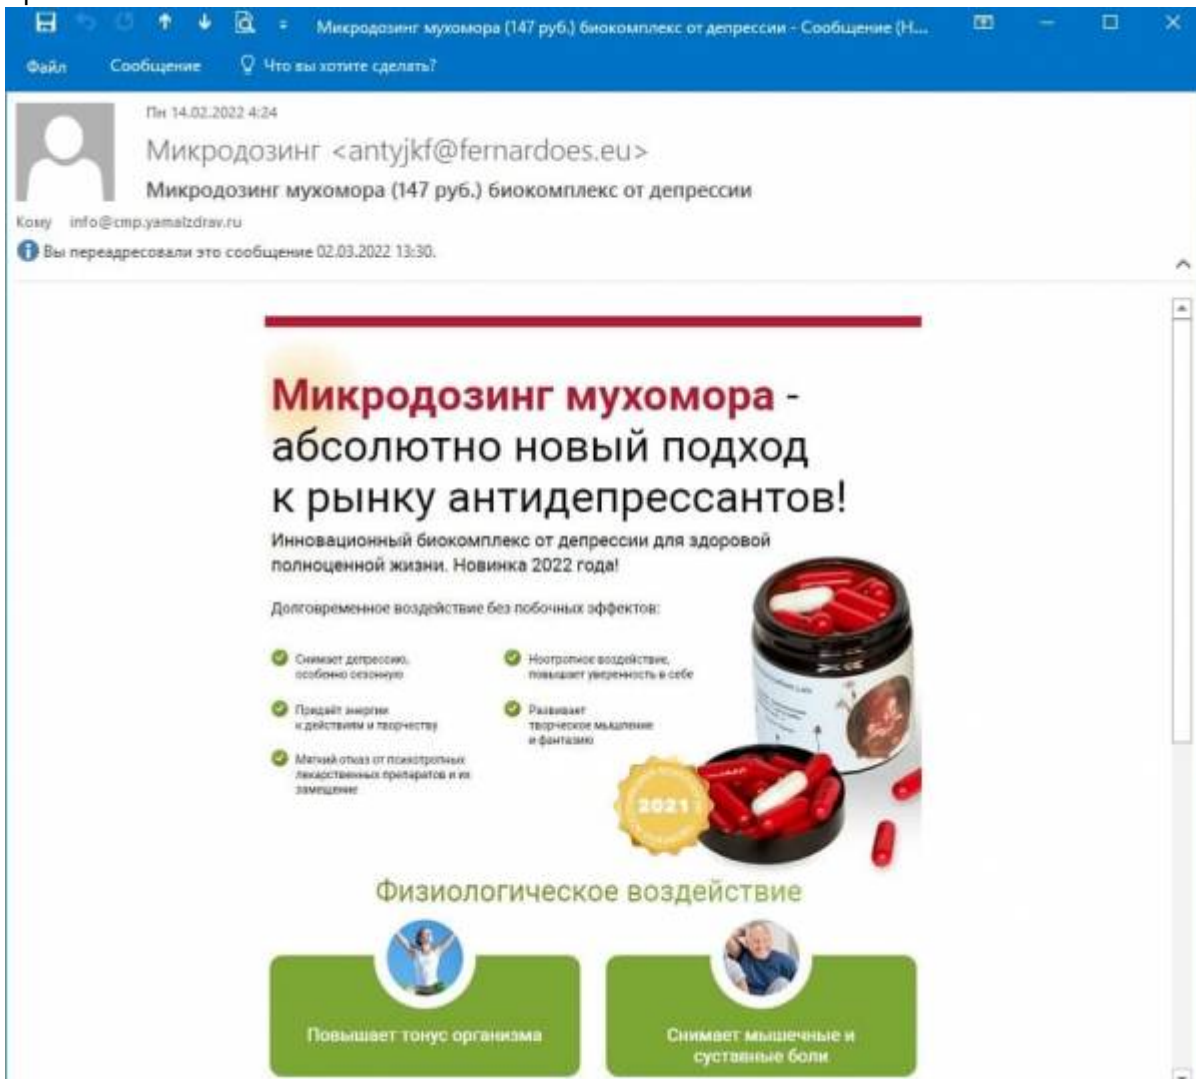 Микродозинг мухомора (147 руб.) биокомплекс от депрессии - Сообщение (H...
Файл Сообщение Что вы хотите сделать?
Пн 14.02.2022 4:24
Микродозинг <antyjkf@fernardoes.eu>
Микродозинг мухомора (147 руб.) биокомплекс от депрессии
Кому info@cmp.yamalzdrav.ru
Вы переадресовали это сообщение 02.03.2022 13:30.
Микродозинг мухомора -
абсолютно новый подход
к рынку антидепрессантов!
Инновационный биокомплекс от депрессии для здоровой
полноценной жизни. Новинка 2022 года!
Долговременное воздействие без побочных эффектов:
Снимает депрессию,
особенно сезонную
Придаёт энергии
к действиям и творчеству
Мягкий отказ от психотропных
лекарственных препаратов и их
замещение
Ноотропное воздействие,
повышает уверенность в себе
Развивает
творческое мышление
и фантазию
2021
Физиологическое воздействие
Повышает тонус организма
Снимает мышечные и
суставные боли